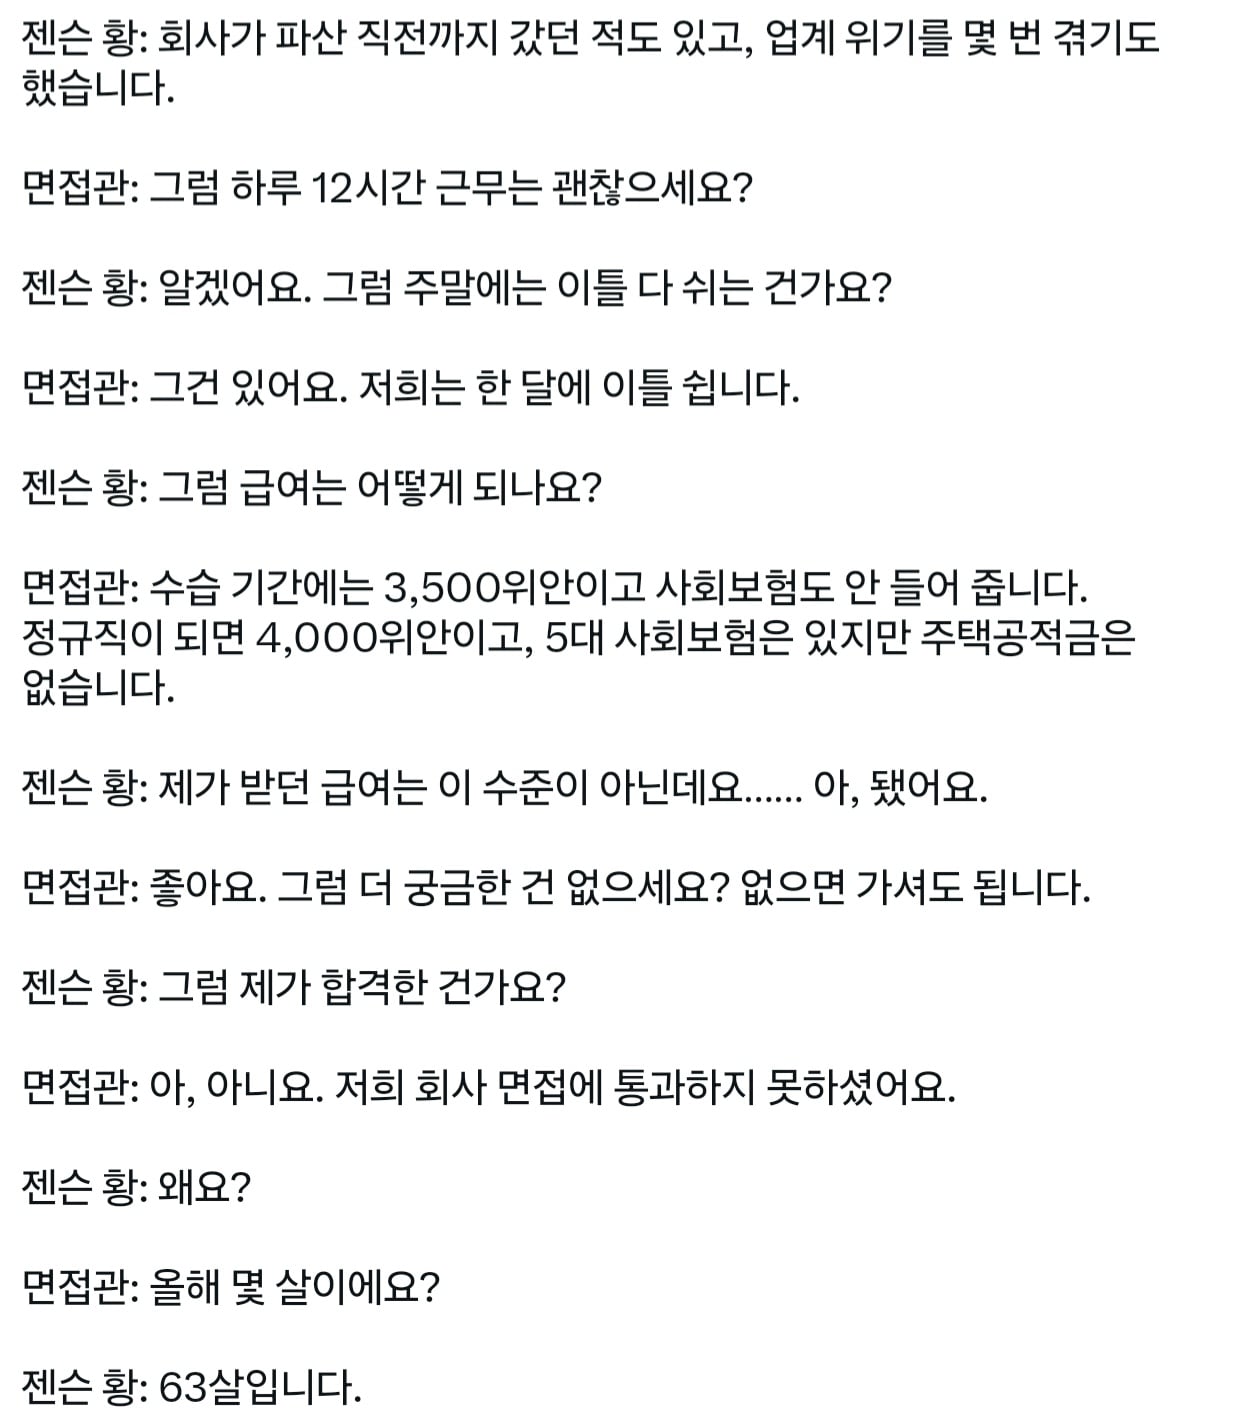 젠슨 황: 회사가 파산 직전까지 갔던 적도 있고, 업계 위기를 몇 번 겪기도
했습니다.
면접관: 그럼 하루 12시간 근무는 괜찮으세요?
젠슨 황: 알겠어요. 그럼 주말에는 이틀 다 쉬는 건가요?
면접관: 그건 있어요. 저희는 한 달에 이틀 쉽니다.
젠슨 황: 그럼 급여는 어떻게 되나요?
면접관: 수습 기간에는 3,500위안이고 사회보험도 안 들어 줍니다.
정규직이 되면 4,000위안이고, 5대 사회보험은 있지만 주택공적금은
없습니다.
젠슨 황: 제가 받던 급여는 이 수준이 아닌데요...... 아, 됐어요.
면접관: 좋아요. 그럼 더 궁금한 건 없으세요? 없으면 가셔도 됩니다.
젠슨 황: 그럼 제가 합격한 건가요?
면접관: 아, 아니요. 저희 회사 면접에 통과하지 못하셨어요.
젠슨 황: 왜요?
면접관: 올해 몇 살이에요?
젠슨 황: 63살입니다.